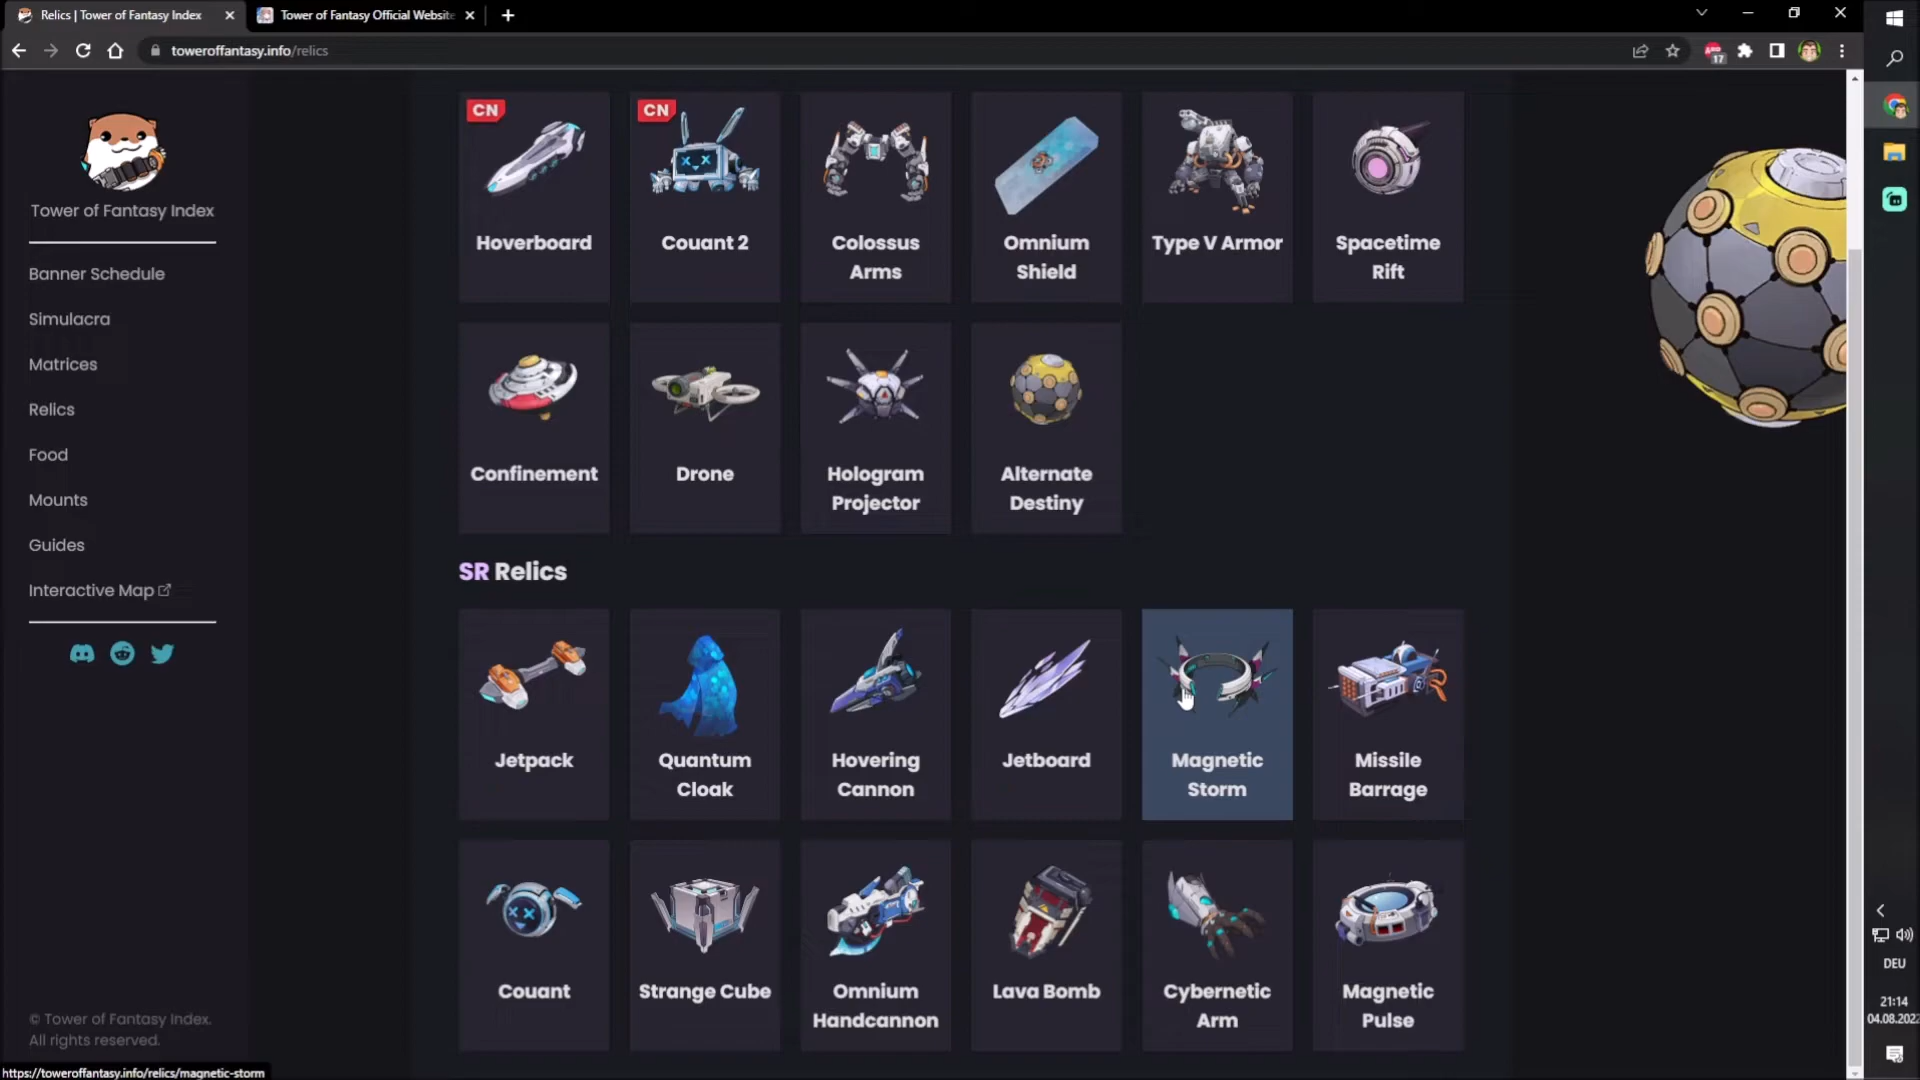 Relics | Tower of Fantasy Index
Tower of Fantasy Official Website
toweroffantasy.info/relics
17
Tower of Fantasy Index
Banner Schedule
Simulacra
Matrices
Relics
Food
Mounts
Guides
Interactive Map
© Tower of Fantasy Index.
All rights reserved.
https://toweroffantasy.info/relics/magnetic-storm
CN
CN
Hoverboard
Couant 2
Colossus
Arms
Omnium
Shield
Type V Armor
Spacetime
Rift
Confinement
Drone
Hologram
Projector
Alternate
Destiny
SR Relics
Jetpack
Quantum
Cloak
Hovering
Cannon
Jetboard
Magnetic
Storm
Missile
Barrage
Couant
Strange Cube
Omnium
Handcannon
Lava Bomb
Cybernetic
Arm
Magnetic
Pulse
DEU
21:14
04.08.2022